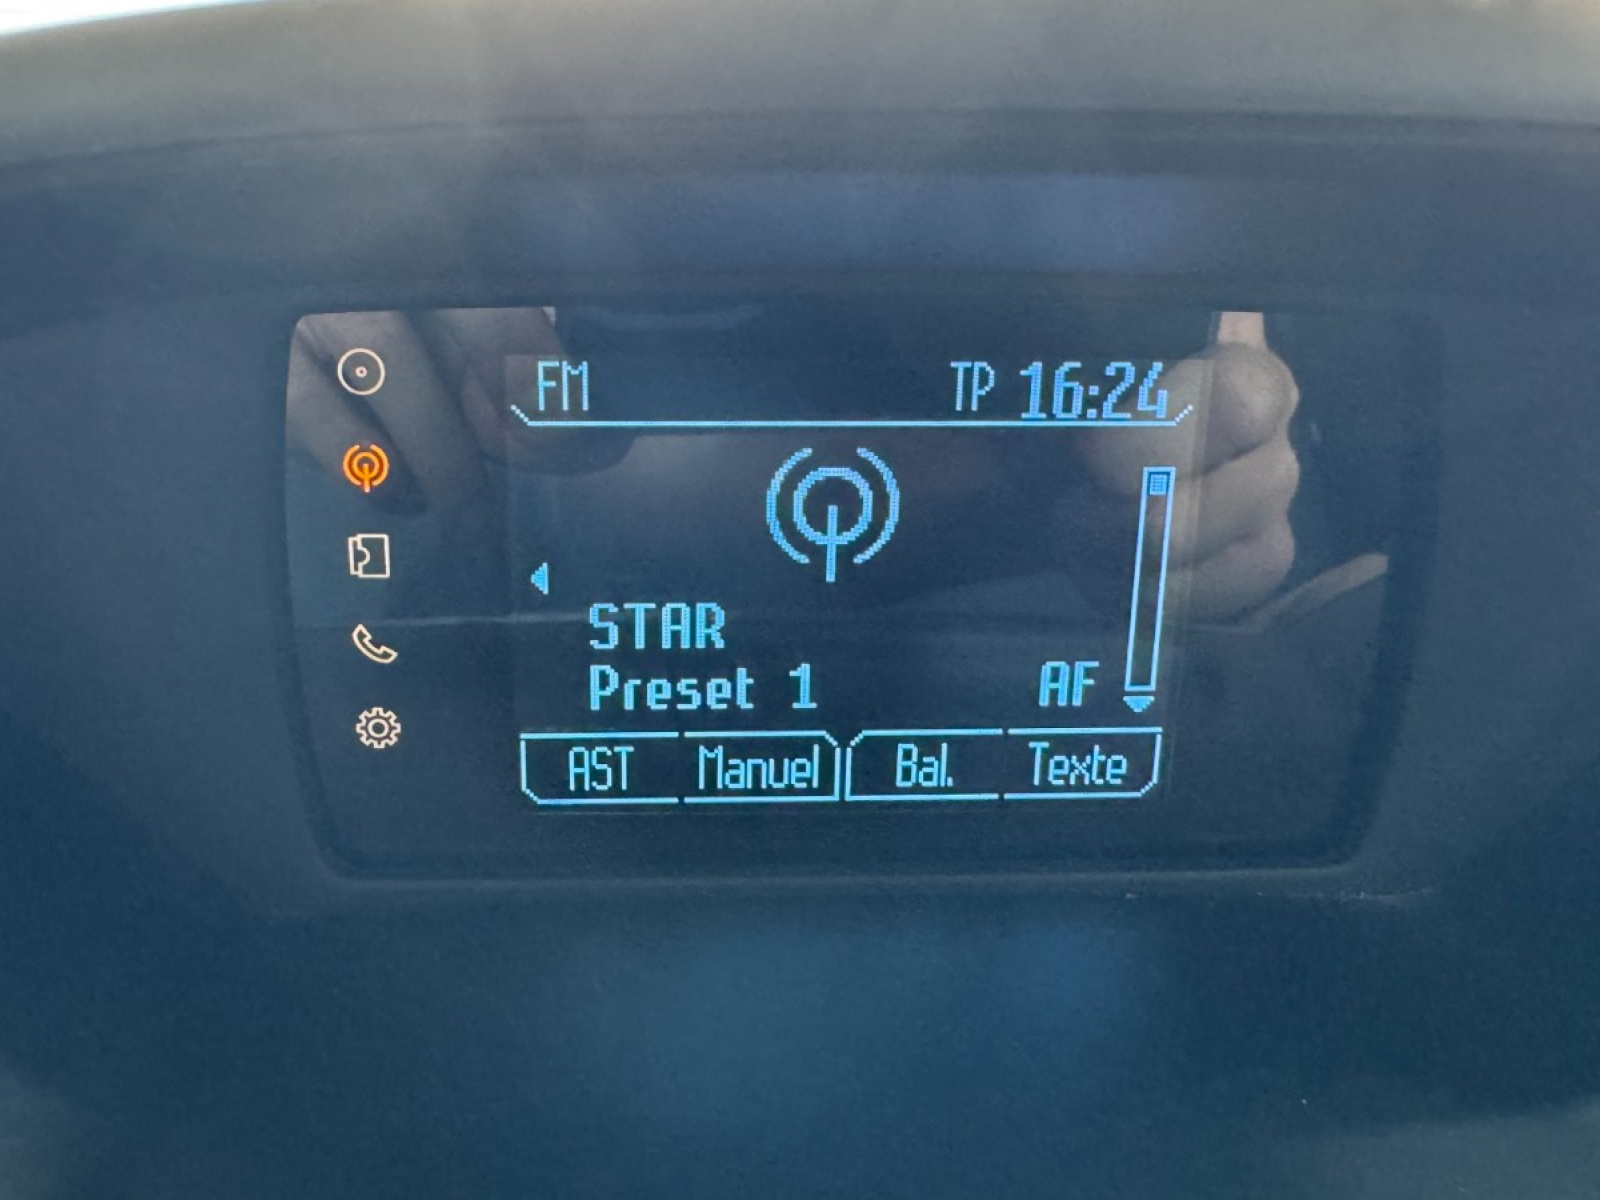 FM TP 16:24
STAR
Preset 1 AF
AST Manuel Bal. Texte